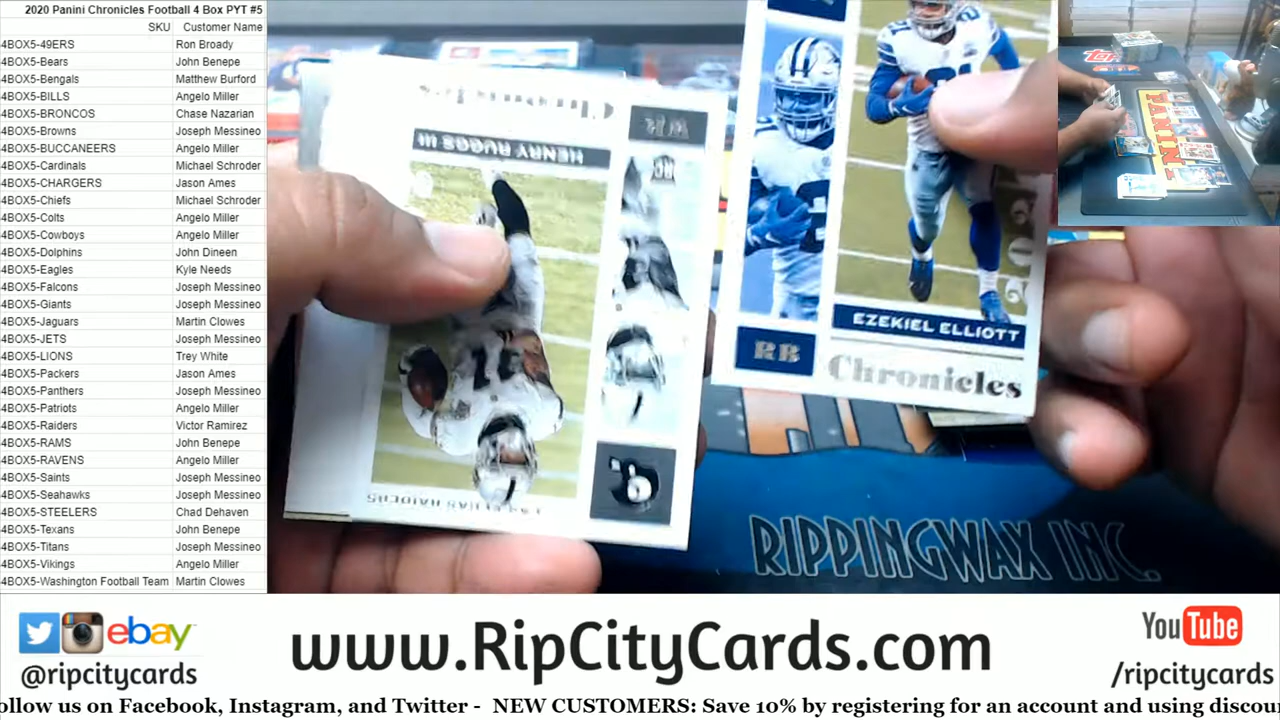 2020 Panini Chronicles Football 4 Box PYT #5
SKU Customer Name
4BOX5-49ERS Ron Broady
4BOX5-Bears John Benepe
4BOX5-Bengals Matthew Burford
4BOX5-BILLS Angelo Miller
4BOX5-BRONCOS Chase Nazarian
4BOX5-Browns Joseph Messineo
4BOX5-BUCCANEERS Angelo Miller
4BOX5-Cardinals Michael Schroder
4BOX5-CHARGERS Jason Ames
4BOX5-Chiefs Michael Schroder
4BOX5-Colts Angelo Miller
4BOX5-Cowboys Angelo Miller
4BOX5-Dolphins John Dineen
4BOX5-Eagles Kyle Needs
4BOX5-Falcons Joseph Messineo
4BOX5-Giants Joseph Messineo
4BOX5-Jaguars Martin Clowes
4BOX5-JETS Joseph Messineo
4BOX5-LIONS Trey White
4BOX5-Packers Jason Ames
4BOX5-Panthers Joseph Messineo
4BOX5-Patriots Angelo Miller
4BOX5-Raiders Victor Ramirez
4BOX5-RAMS John Benepe
4BOX5-RAVENS Angelo Miller
4BOX5-Saints Joseph Messineo
4BOX5-Seahawks Joseph Messineo
4BOX5-STEELERS Chad Dehaven
4BOX5-Texans John Benepe
4BOX5-Titans Joseph Messineo
4BOX5-Vikings Angelo Miller
4BOX5-Washington Football Team Martin Clowes
Chronicles
WR
HENRY RUGGS III
RC
LAS VEGAS RAIDERS
EZEKIEL ELLIOTT
RB
Chronicles
Topps
PANINI
RIPPINGWAX INC.
ebay
@ripcitycards
www.RipCityCards.com
YouTube
/ripcitycards
ollow us on Facebook, Instagram, and Twitter - NEW CUSTOMERS: Save 10% by registering for an account and using discou